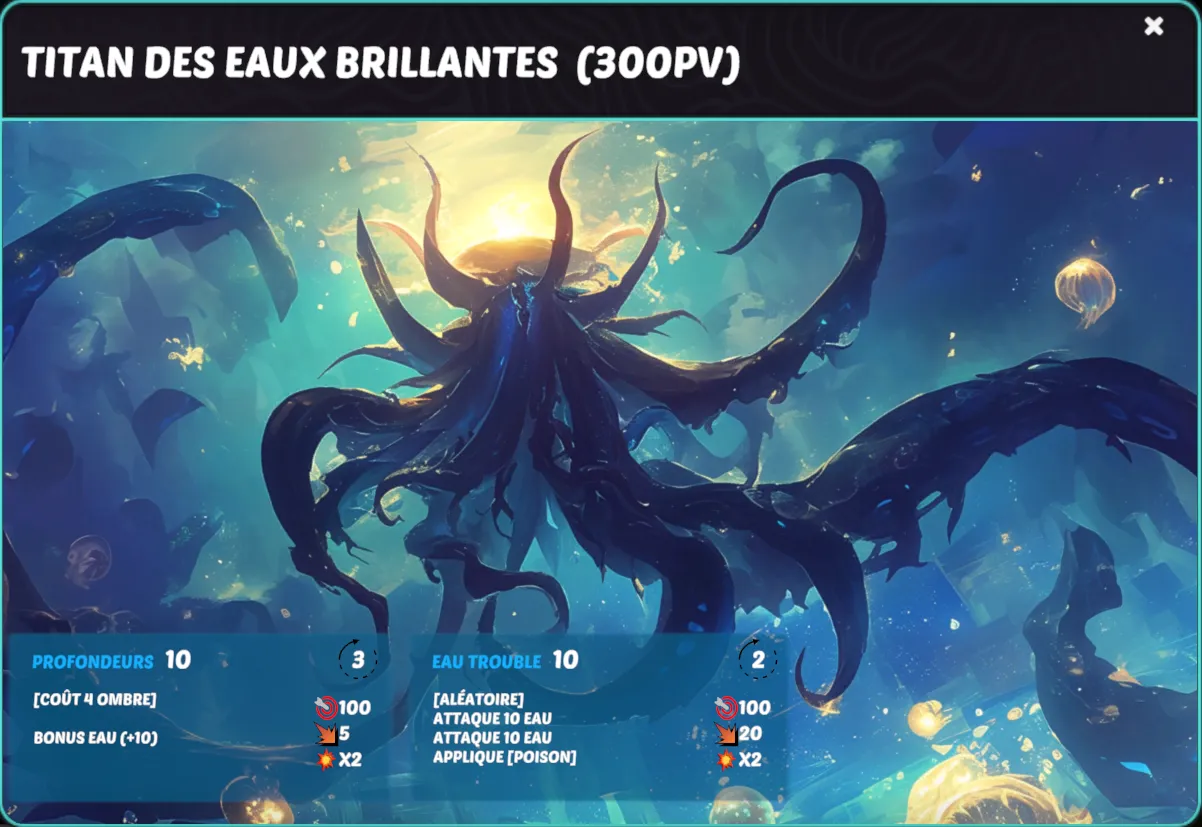 TITAN DES EAUX BRILLANTES (300PV)
PROFONDEURS 10
3
[COÛT 4 OMBRE]
BONUS EAU (+10)
100
5
X2
EAU TROUBLE 10
2
[ALÉATOIRE]
ATTAQUE 10 EAU
ATTAQUE 10 EAU
APPLIQUE [POISON]
100
20
X2